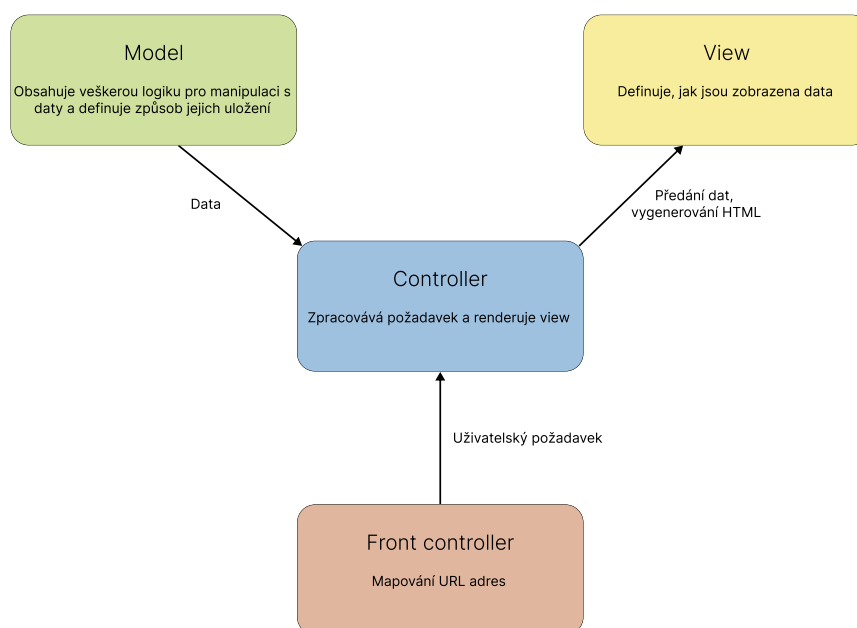 Model
Obsahuje veškerou logiku pro manipulaci s
daty a definuje způsob jejich uložení
View
Definuje, jak jsou zobrazena data
Data
Předání dat,
vygenerování HTML
Controller
Zpracovává požadavek a renderuje view
Uživatelský požadavek
Front controller
Mapování URL adres